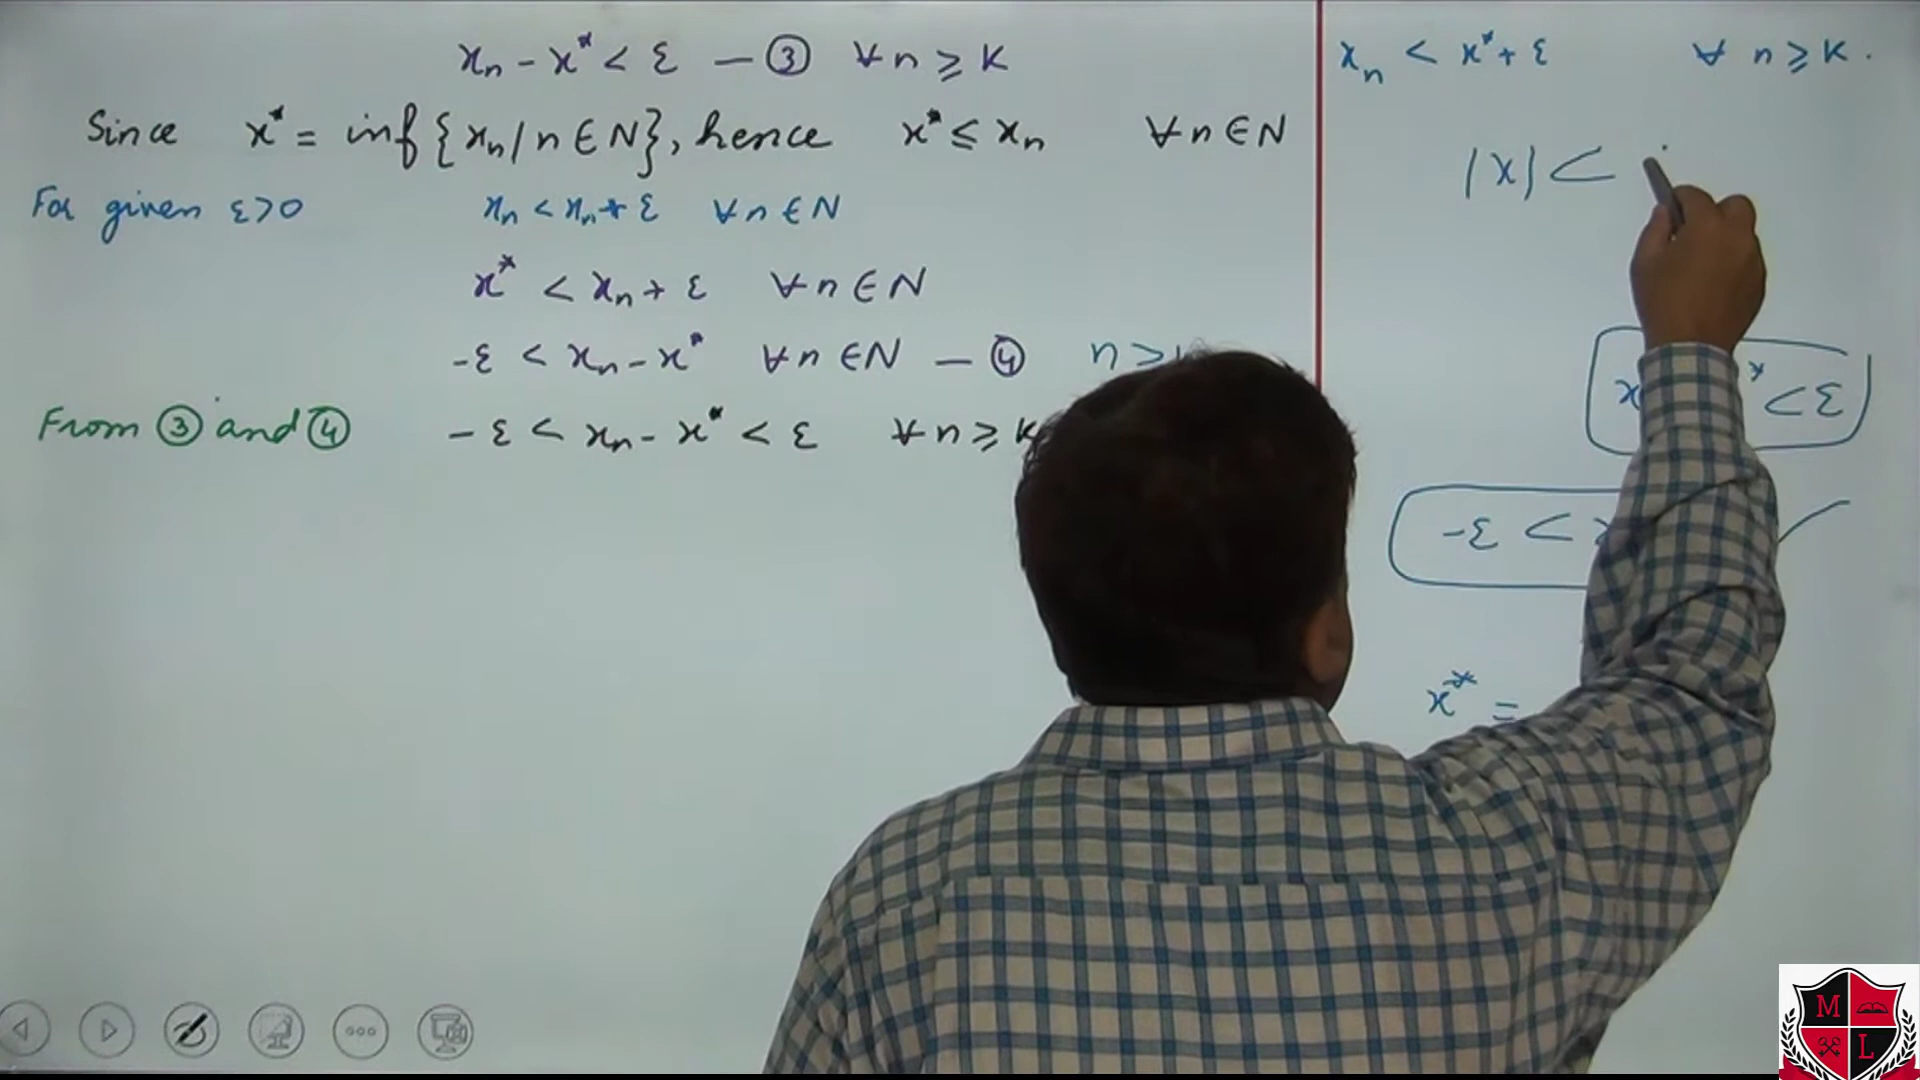 xₙ - x* < ε — ③ ∀ n ≥ K
Since x* = inf {xₙ / n ∈ N}, hence x* ≤ xₙ ∀ n ∈ N
For given ε>0 xₙ < xₙ + ε ∀ n ∈ N
x* < xₙ + ε ∀ n ∈ N
-ε < xₙ - x* ∀ n ∈ N — ④ n >
From ③ and ④ - ε < xₙ - x* < ε ∀ n ≥ K
xₙ < x* + ε ∀ n ≥ K.
|x| <
x * < ε
-ε <
x* =
M
L